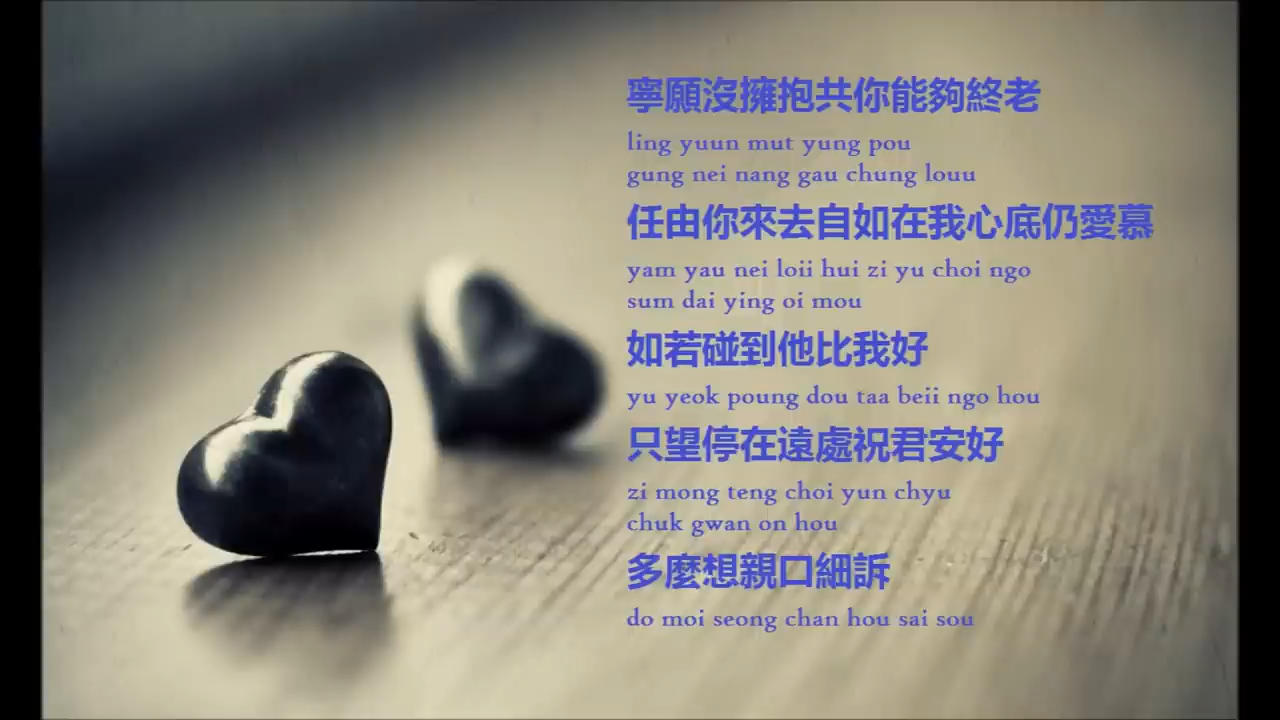 寧願沒擁抱共你能夠終老
ling yuun mut yung pou
gung nei nang gau chung louu
任由你來去自如在我心底仍愛慕
yam yau nei loii hui zi yu choi ngo
sum dai ying oi mou
如若碰到他比我好
yu yeok poung dou taa beii ngo hou
只望停在遠處祝君安好
zi mong teng choi yun chyu
chuk gwan on hou
多麼想親口細訴
do moi seong chan hou sai sou